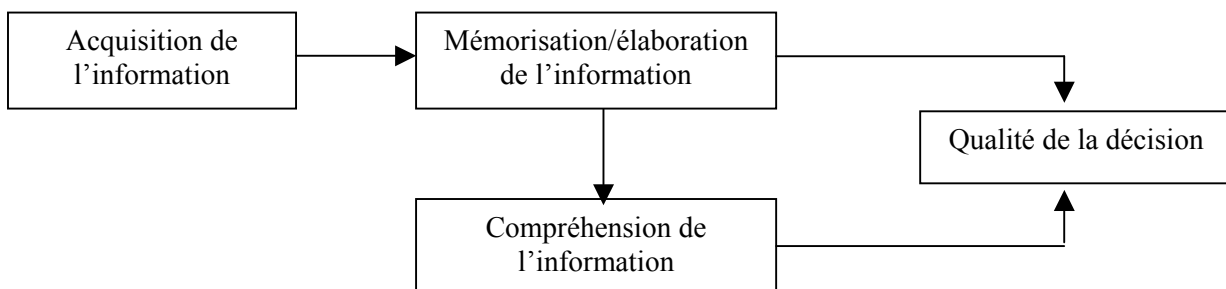 Acquisition de
l’information
Mémorisation/élaboration
de l’information
Qualité de la décision
Compréhension de
l’information